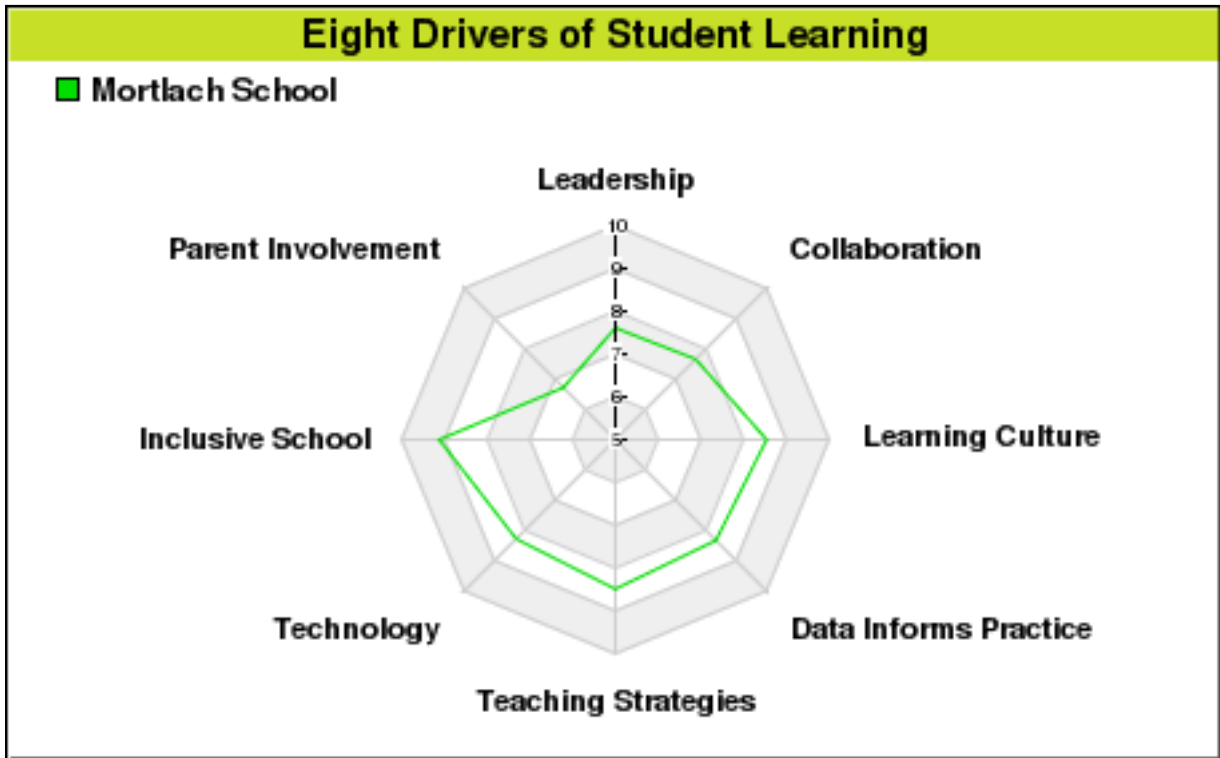 Eight Drivers of Student Learning
Mortlach School
Leadership
Parent Involvement
Collaboration
10
9
8
7
6
5
Inclusive School
Learning Culture
Technology
Data Informs Practice
Teaching Strategies